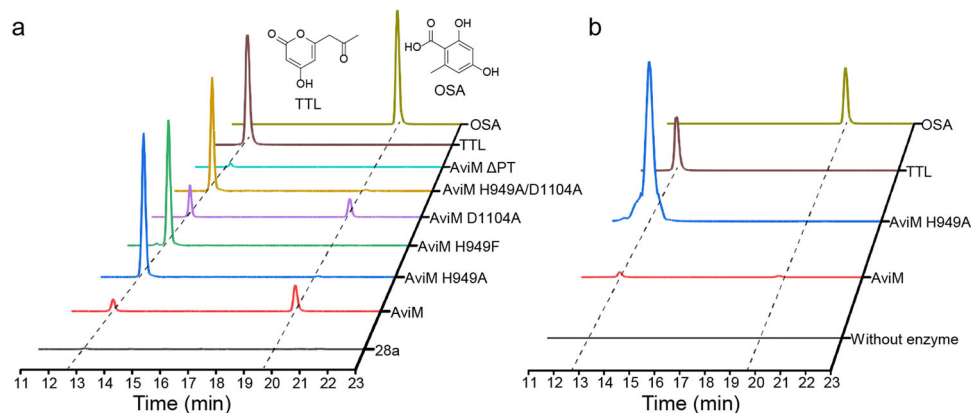 a
O
O
O
OH
TTL
O
OH
HO
OH
OSA
OSA
TTL
AviM ΔPT
AviM H949A/D1104A
AviM D1104A
AviM H949F
AviM H949A
AviM
28a
11 12 13 14 15 16 17 18 19 20 21 22 23
Time (min)
b
OSA
TTL
AviM H949A
AviM
Without enzyme
11 12 13 14 15 16 17 18 19 20 21 22 23
Time (min)